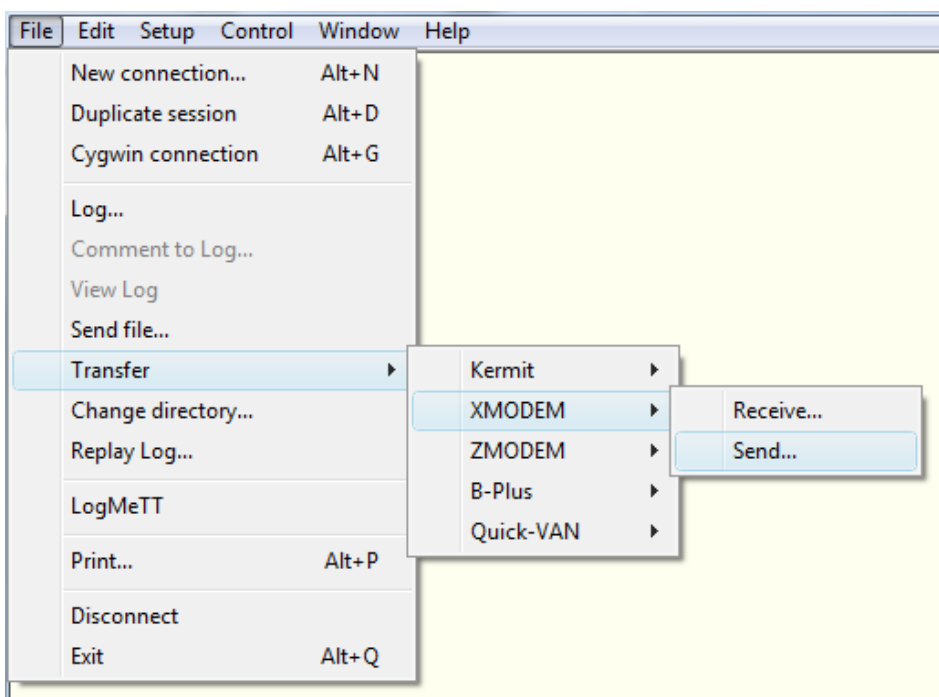 File Edit Setup Control Window Help
New connection... Alt+N
Duplicate session Alt+D
Cygwin connection Alt+G
Log...
Comment to Log...
View Log
Send file...
Transfer
Change directory...
Replay Log...
LogMeTT
Print... Alt+P
Disconnect
Exit Alt+Q
Kermit
XMODEM
ZMODEM
B-Plus
Quick-VAN
Receive...
Send...